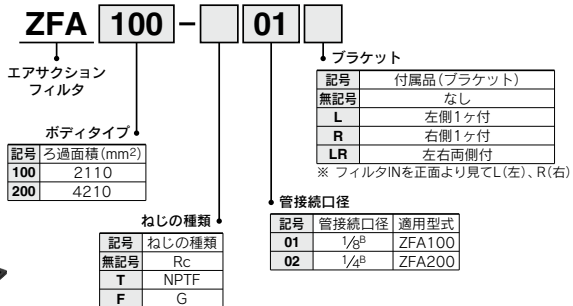 ZFA 100 - 01
エアサクション
フィルタ
ブラケット
記号 付属品(ブラケット)
無記号 なし
L 左側1ヶ付
R 右側1ヶ付
LR 左右両側付
※ フィルタINを正面より見てL(左)、R(右)
ボディタイプ
記号 ろ過面積(mm²)
100 2110
200 4210
管接続口径
記号 管接続口径 適用型式
01 1/8ᴮ ZFA100
02 1/4ᴮ ZFA200
ねじの種類
記号 ねじの種類
無記号 Rc
T NPTF
F G